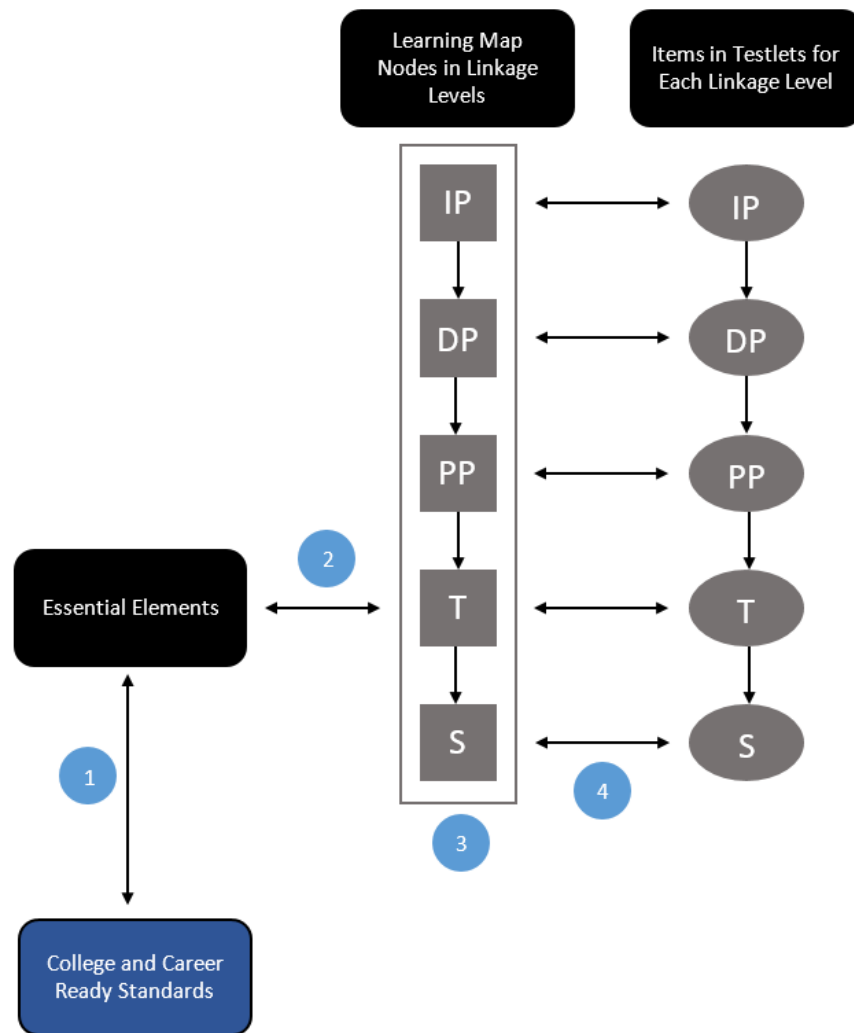 Learning Map
Nodes in Linkage
Levels
Items in Testlets for
Each Linkage Level
IP
IP
DP
DP
PP
PP
2
Essential Elements
T
T
S
S
1
4
3
College and Career
Ready Standards